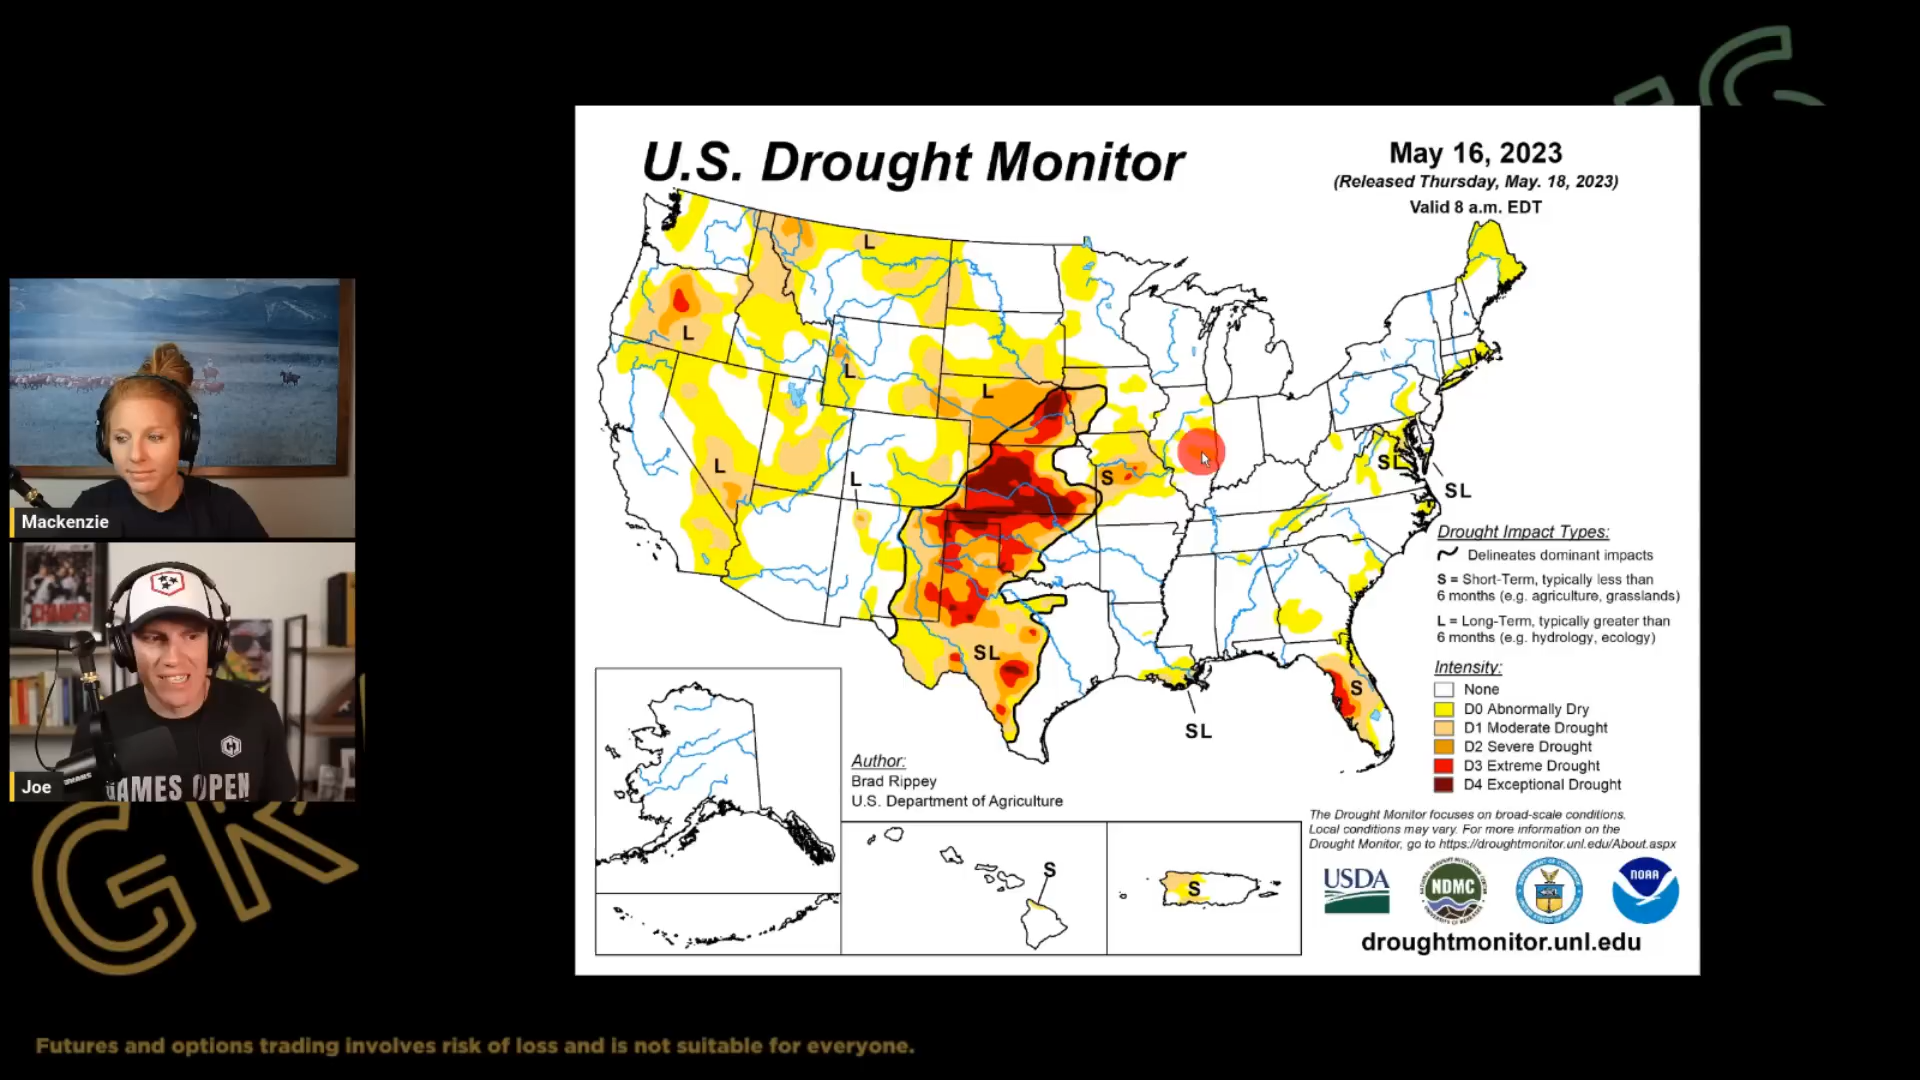 U.S. Drought Monitor
May 16, 2023
(Released Thursday, May. 18, 2023)
Valid 8 a.m. EDT
L
L
L
L
L
L
S
SL
SL
SL
S
SL
Drought Impact Types:
Delineates dominant impacts
S = Short-Term, typically less than
6 months (e.g. agriculture, grasslands)
L = Long-Term, typically greater than
6 months (e.g. hydrology, ecology)
Intensity:
None
D0 Abnormally Dry
D1 Moderate Drought
D2 Severe Drought
D3 Extreme Drought
D4 Exceptional Drought
Author:
Brad Rippey
U.S. Department of Agriculture
S
S
The Drought Monitor focuses on broad-scale conditions.
Local conditions may vary. For more information on the
Drought Monitor, go to https://droughtmonitor.unl.edu/About.aspx
USDA
NDMC
NOAA
droughtmonitor.unl.edu
Mackenzie
Joe
GAMES OPEN
GR
Futures and options trading involves risk of loss and is not suitable for everyone.